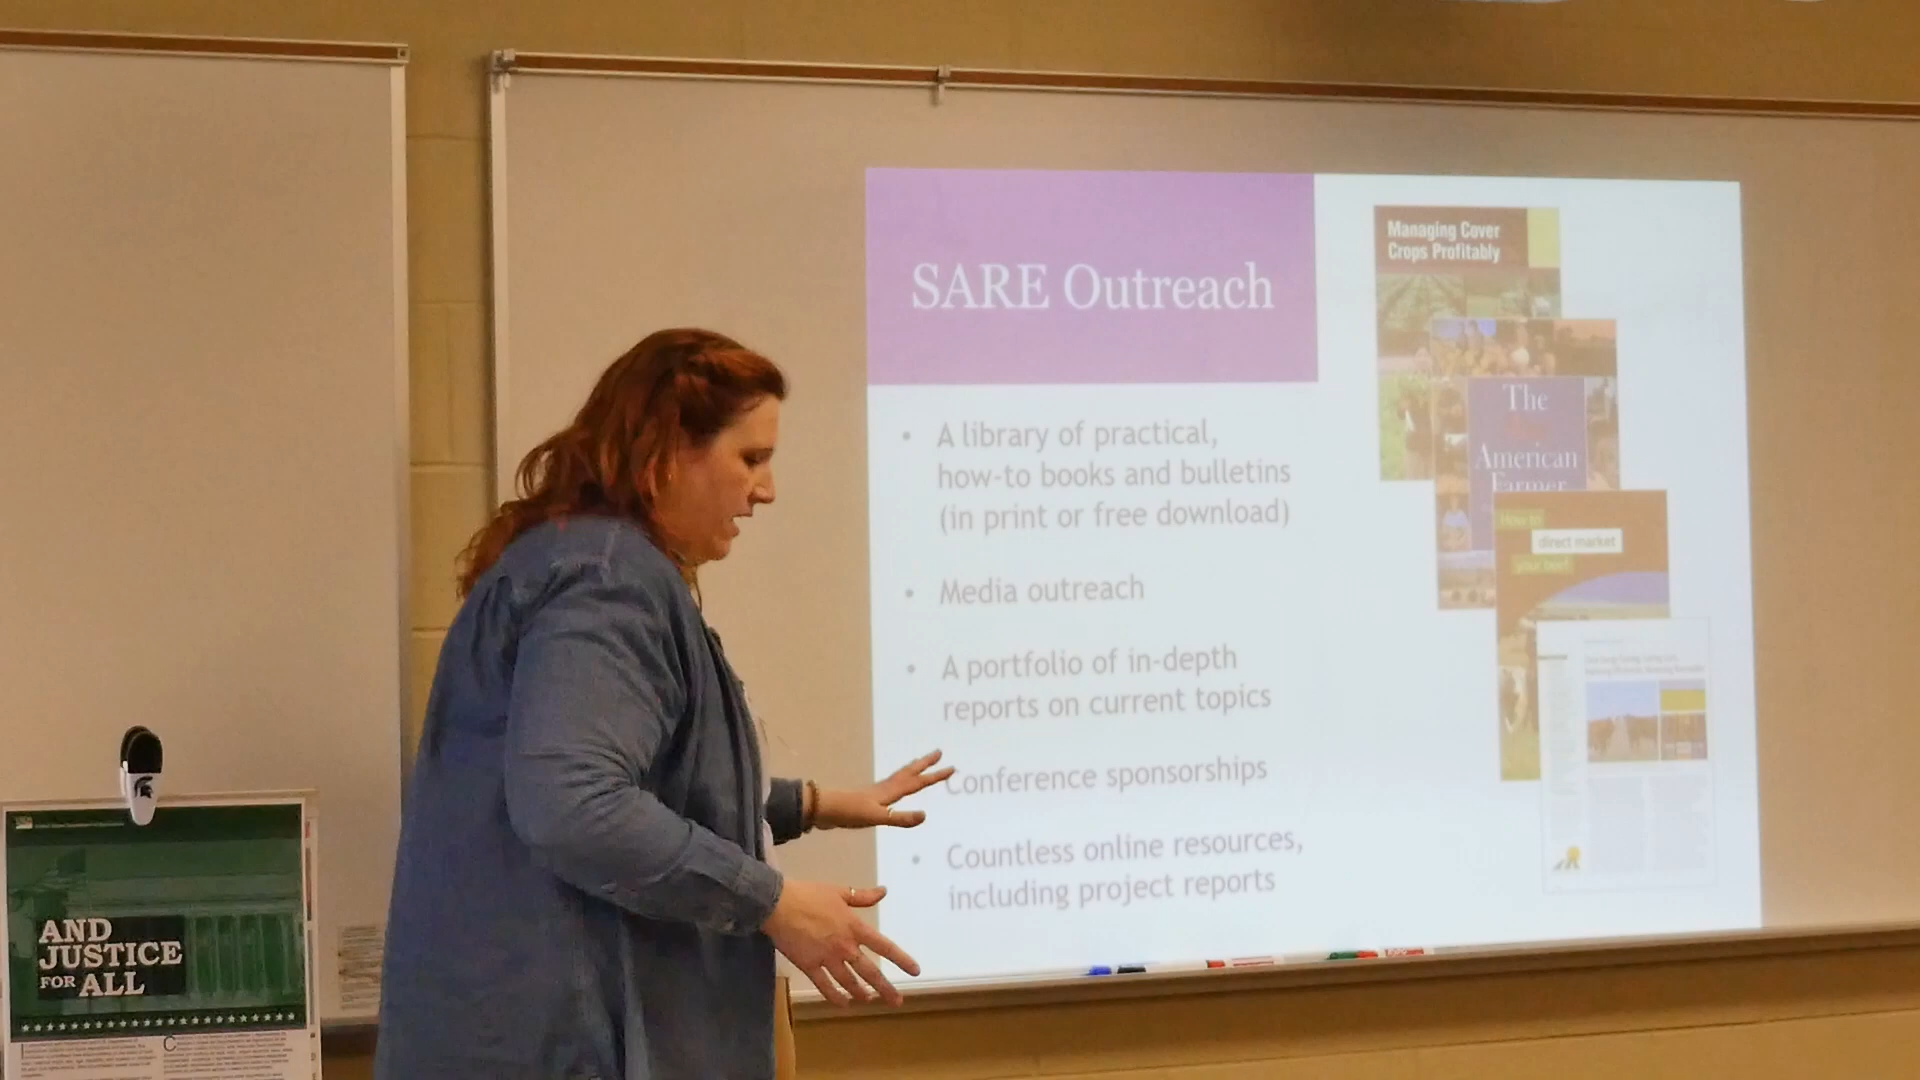 SARE Outreach
• A library of practical,
how-to books and bulletins
(in print or free download)
• Media outreach
• A portfolio of in-depth
reports on current topics
Conference sponsorships
• Countless online resources,
including project reports
Managing Cover
Crops Profitably
The
American
Farmer
How to
direct market
your beef
AND
JUSTICE
FOR ALL